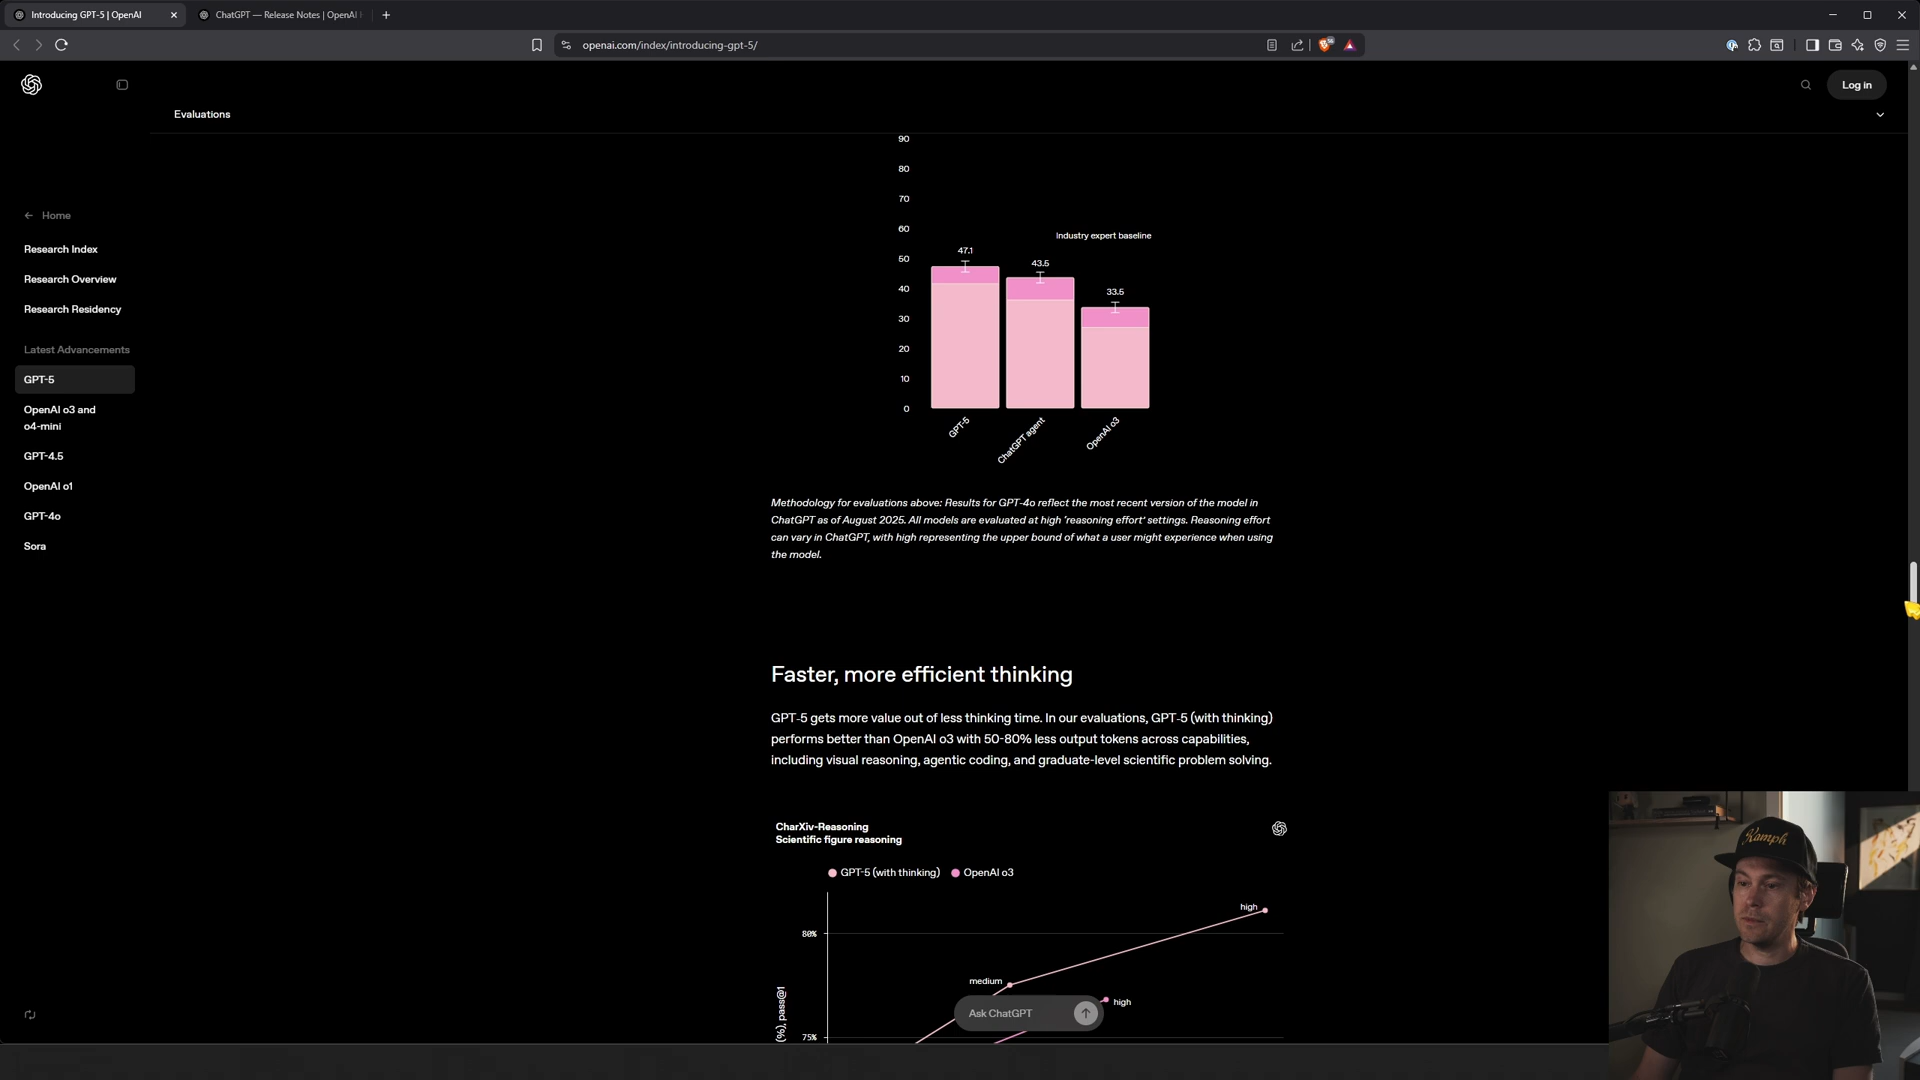 Introducing GPT-5 | OpenAI
ChatGPT — Release Notes | OpenAI
openai.com/index/introducing-gpt-5/
Log in
Evaluations
Home
Research Index
Research Overview
Research Residency
Latest Advancements
GPT-5
OpenAI o3 and
o4-mini
GPT-4.5
OpenAI o1
GPT-4o
Sora
90
80
70
60
50
40
30
20
10
0
Industry expert baseline
47.1
43.5
33.5
GPT-5
ChatGPT agent
OpenAI o3
Methodology for evaluations above: Results for GPT-4o reflect the most recent version of the model in
ChatGPT as of August 2025. All models are evaluated at high ‘reasoning effort’ settings. Reasoning effort
can vary in ChatGPT, with high representing the upper bound of what a user might experience when using
the model.
Faster, more efficient thinking
GPT-5 gets more value out of less thinking time. In our evaluations, GPT-5 (with thinking)
performs better than OpenAI o3 with 50-80% less output tokens across capabilities,
including visual reasoning, agentic coding, and graduate-level scientific problem solving.
CharXiv-Reasoning
Scientific figure reasoning
GPT-5 (with thinking)
OpenAI o3
high
80%
medium
high
75%
(%), pass@1
Ask ChatGPT
Kamph